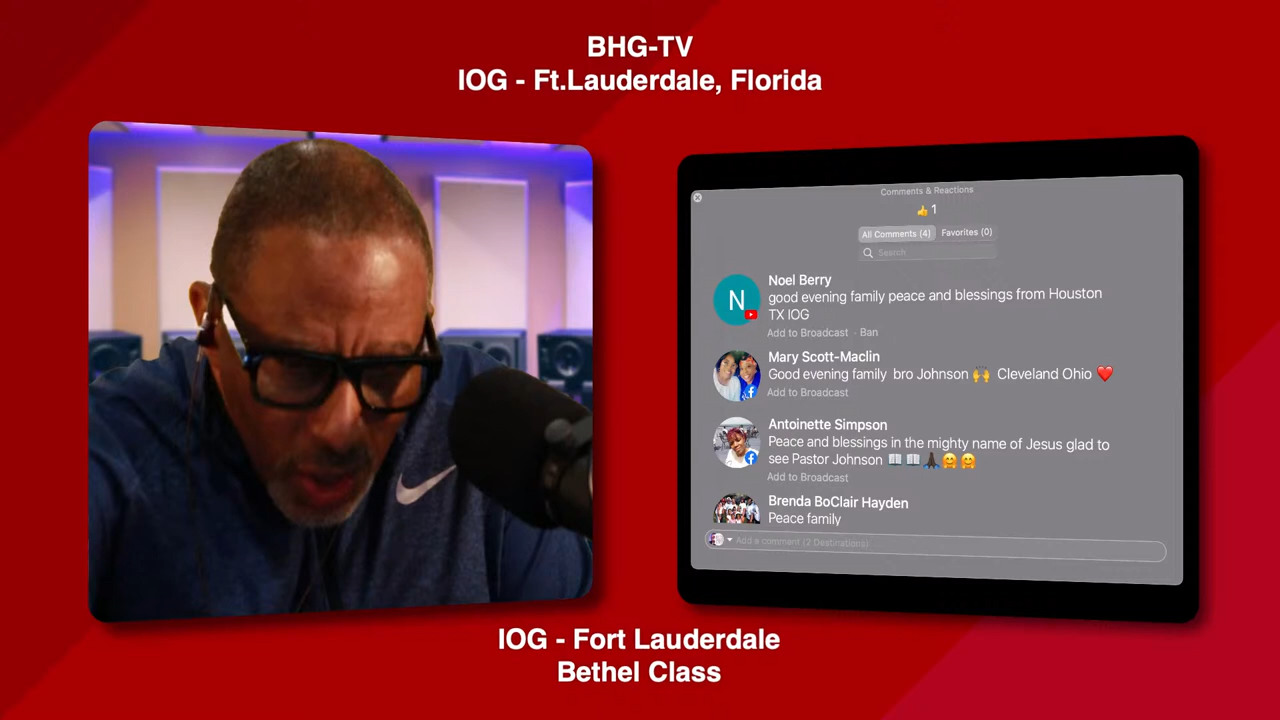 BHG-TV
IOG - Ft.Lauderdale, Florida
Comments & Reactions
👍 1
All Comments (4) Favorites (0)
Search
N
Noel Berry
good evening family peace and blessings from Houston
TX IOG
Add to Broadcast · Ban
Mary Scott-Maclin
Good evening family bro Johnson 🙌 Cleveland Ohio ❤️
Add to Broadcast
Antoinette Simpson
Peace and blessings in the mighty name of Jesus glad to
see Pastor Johnson 📖📖🙏🏿🤗🤗
Add to Broadcast
Brenda BoClair Hayden
Peace family
Add a comment (2 Destinations)
IOG - Fort Lauderdale
Bethel Class